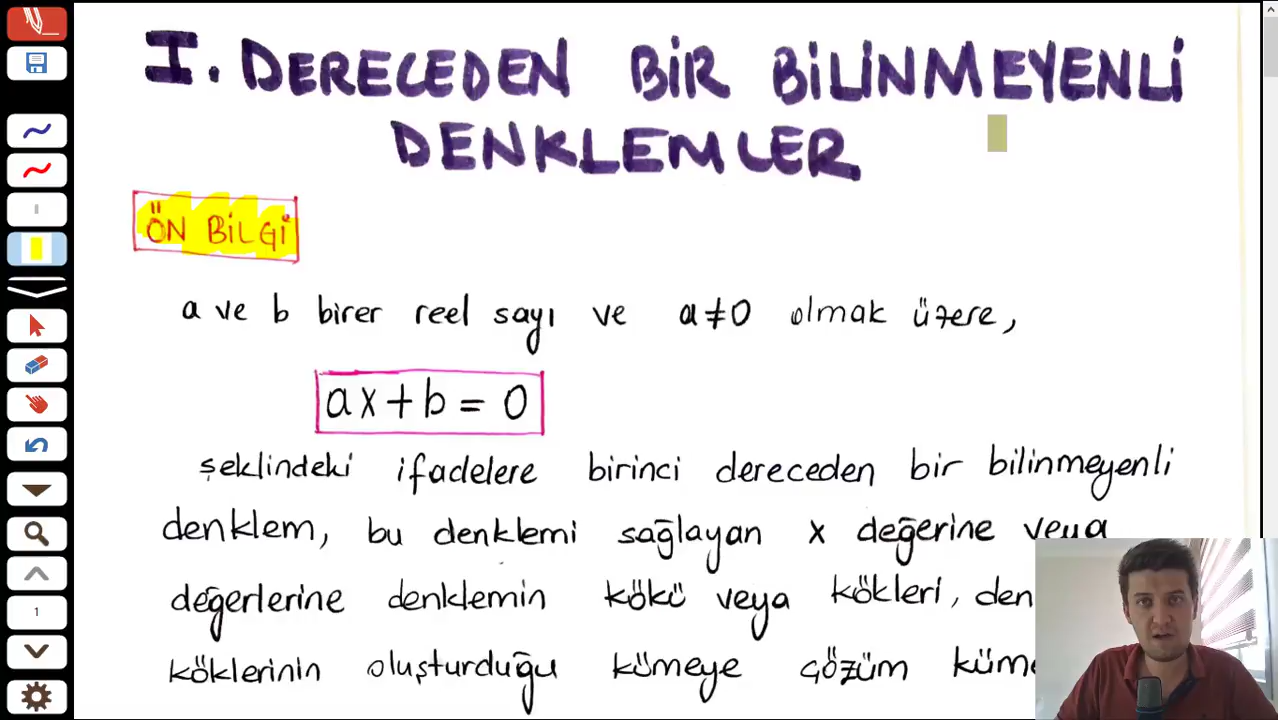 I. DERECEDEN BİR BİLİNMEYENLİ
DENKLEMLER
ÖN BİLGİ
a ve b birer reel sayı ve a≠0 olmak üzere,
ax+b=0
şeklindeki ifadelere birinci dereceden bir bilinmeyenli
denklem, bu denklemi sağlayan x değerine veya
değerlerine denklemin kökü veya kökleri, den
köklerinin oluşturduğu kümeye çözüm küme
1